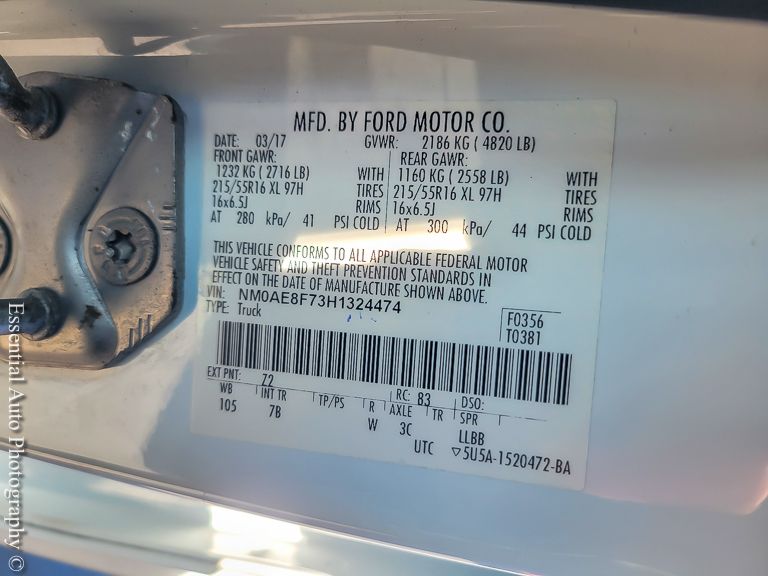 MFD. BY FORD MOTOR CO.
DATE: 03/17 GVWR: 2186 KG ( 4820 LB)
FRONT GAWR: REAR GAWR:
1232 KG ( 2716 LB) WITH 1160 KG ( 2558 LB) WITH
215/55R16 XL 97H TIRES 215/55R16 XL 97H TIRES
16x6.5J RIMS 16x6.5J RIMS
AT 280 kPa/ 41 PSI COLD AT 300 kPa/ 44 PSI COLD
THIS VEHICLE CONFORMS TO ALL APPLICABLE FEDERAL MOTOR
VEHICLE SAFETY AND THEFT PREVENTION STANDARDS IN
EFFECT ON THE DATE OF MANUFACTURE SHOWN ABOVE.
VIN: NM0AE8F73H1324474
TYPE: Truck
F0356
T0381
EXT PNT: Z2 RC: 83 DSO:
WB INT TR TP/PS R AXLE TR SPR
105 7B W 3C LLBB
UTC ▽5U5A-1520472-BA
Essential Auto Photography ©